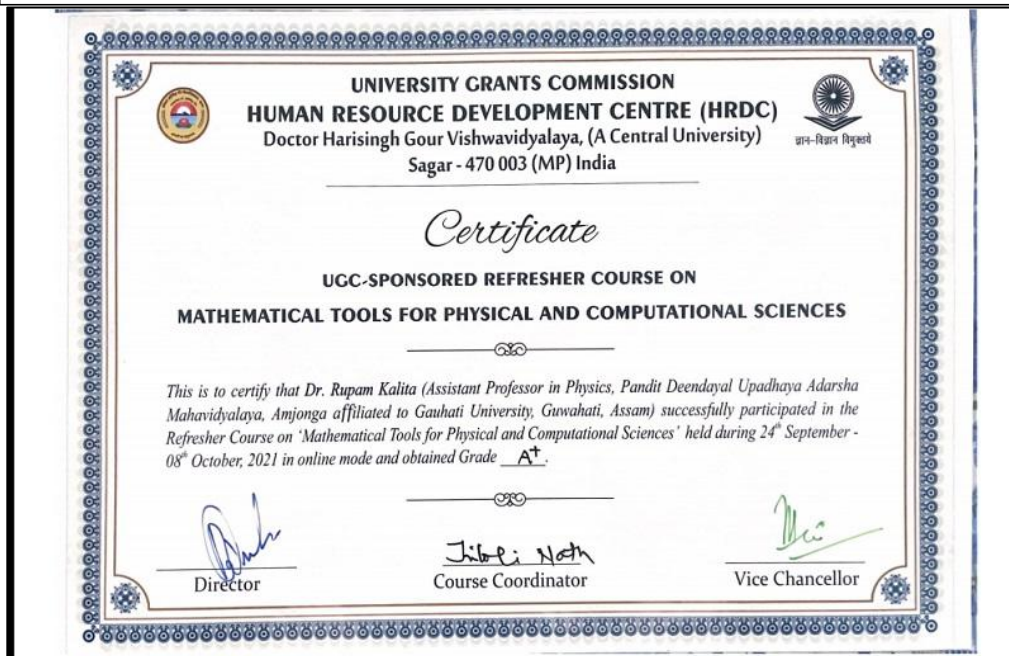 UNIVERSITY GRANTS COMMISSION
HUMAN RESOURCE DEVELOPMENT CENTRE (HRDC)
Doctor Harisingh Gour Vishwavidyalaya, (A Central University)
ज्ञान-विज्ञान विमुक्तये
Sagar - 470 003 (MP) India
Certificate
UGC-SPONSORED REFRESHER COURSE ON
MATHEMATICAL TOOLS FOR PHYSICAL AND COMPUTATIONAL SCIENCES
This is to certify that Dr. Rupam Kalita (Assistant Professor in Physics, Pandit Deendayal Upadhaya Adarsha
Mahavidyalaya, Amjonga affiliated to Gauhati University, Guwahati, Assam) successfully participated in the
Refresher Course on 'Mathematical Tools for Physical and Computational Sciences' held during 24th September -
08th October, 2021 in online mode and obtained Grade A+.
Nath
Director
Course Coordinator
Vice Chancellor